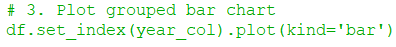 # 3. Plot grouped bar chart
df.set_index(year_col).plot(kind='bar')